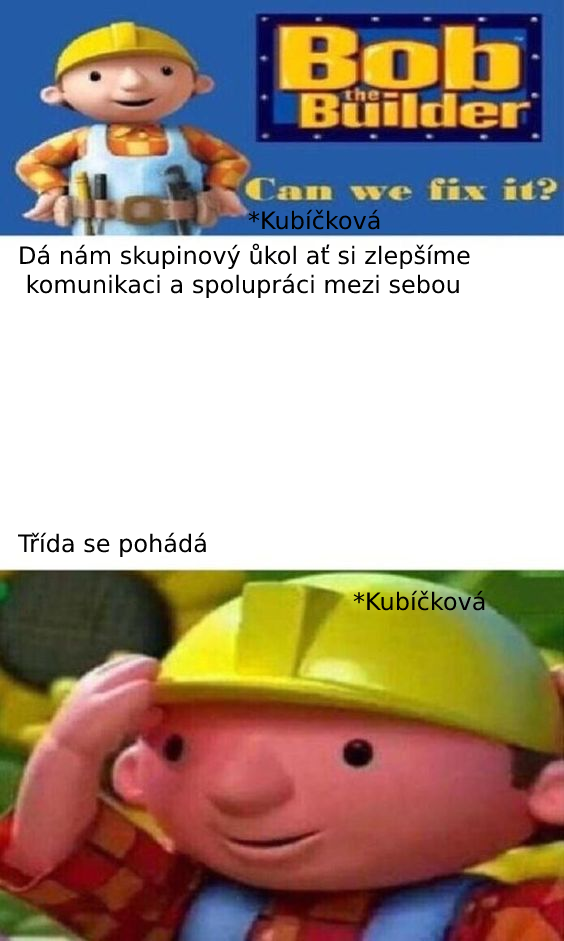 Bob
the
Builder
Can we fix it?
*Kubíčková
Dá nám skupinový ůkol ať si zlepšíme
komunikaci a spolupráci mezi sebou
Třída se pohádá
*Kubíčková